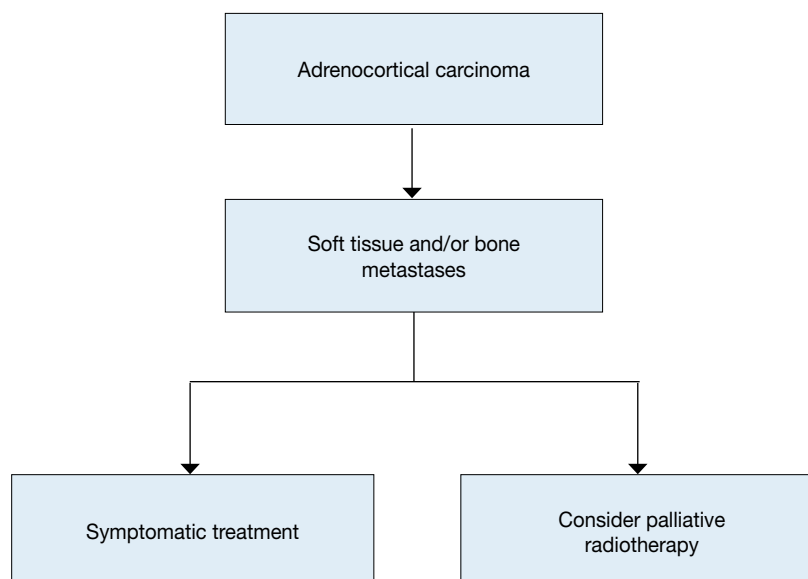 Adrenocortical carcinoma
Soft tissue and/or bone
metastases
Symptomatic treatment
Consider palliative
radiotherapy